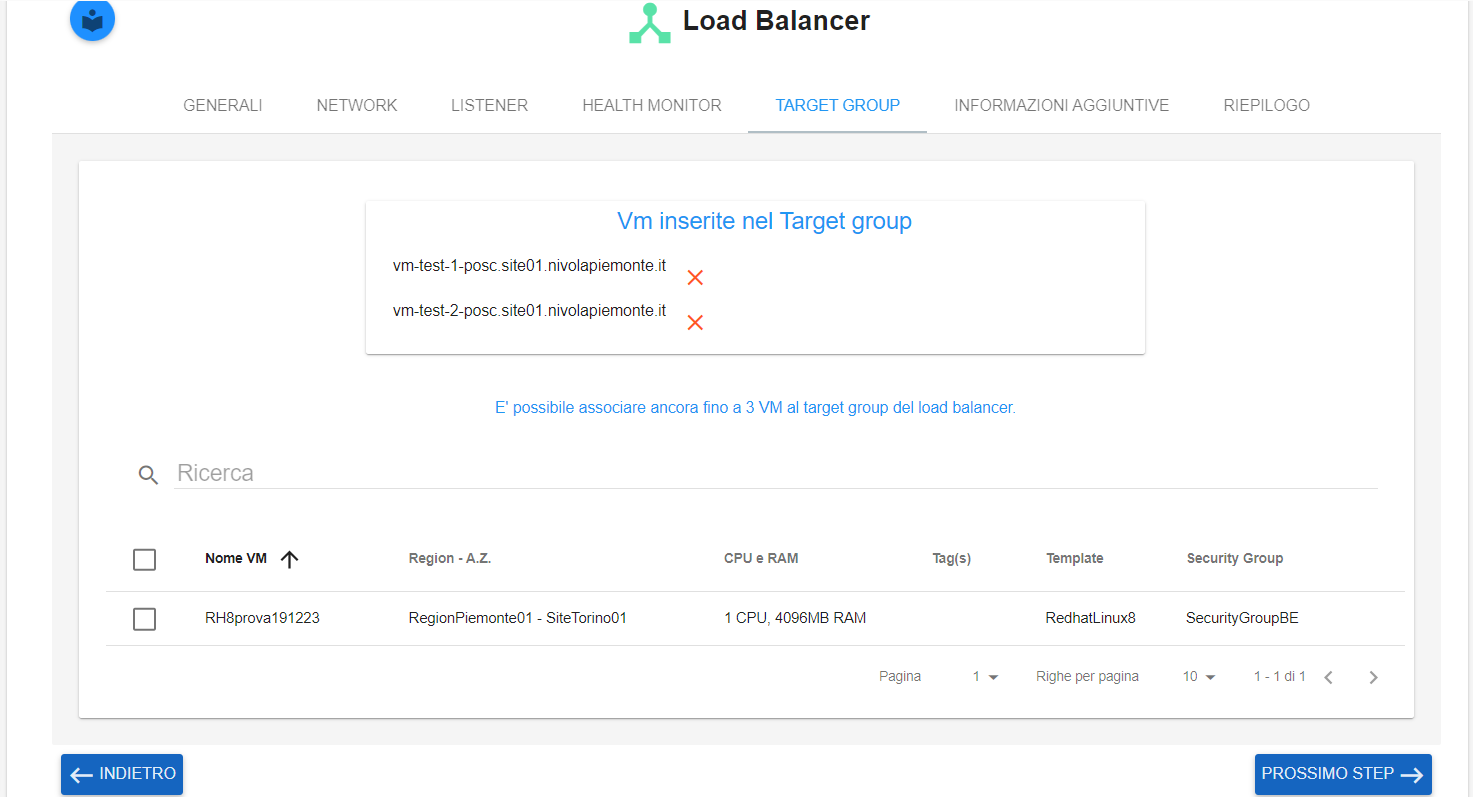 Load Balancer
GENERALI NETWORK LISTENER HEALTH MONITOR TARGET GROUP INFORMAZIONI AGGIUNTIVE RIEPILOGO
Vm inserite nel Target group
vm-test-1-posc.site01.nivolapiemonte.it
vm-test-2-posc.site01.nivolapiemonte.it
E' possibile associare ancora fino a 3 VM al target group del load balancer.
Ricerca
Nome VM Region - A.Z. CPU e RAM Tag(s) Template Security Group
RH8prova191223 RegionPiemonte01 - SiteTorino01 1 CPU, 4096MB RAM RedhatLinux8 SecurityGroupBE
Pagina 1 Righe per pagina 10 1 - 1 di 1
INDIETRO PROSSIMO STEP